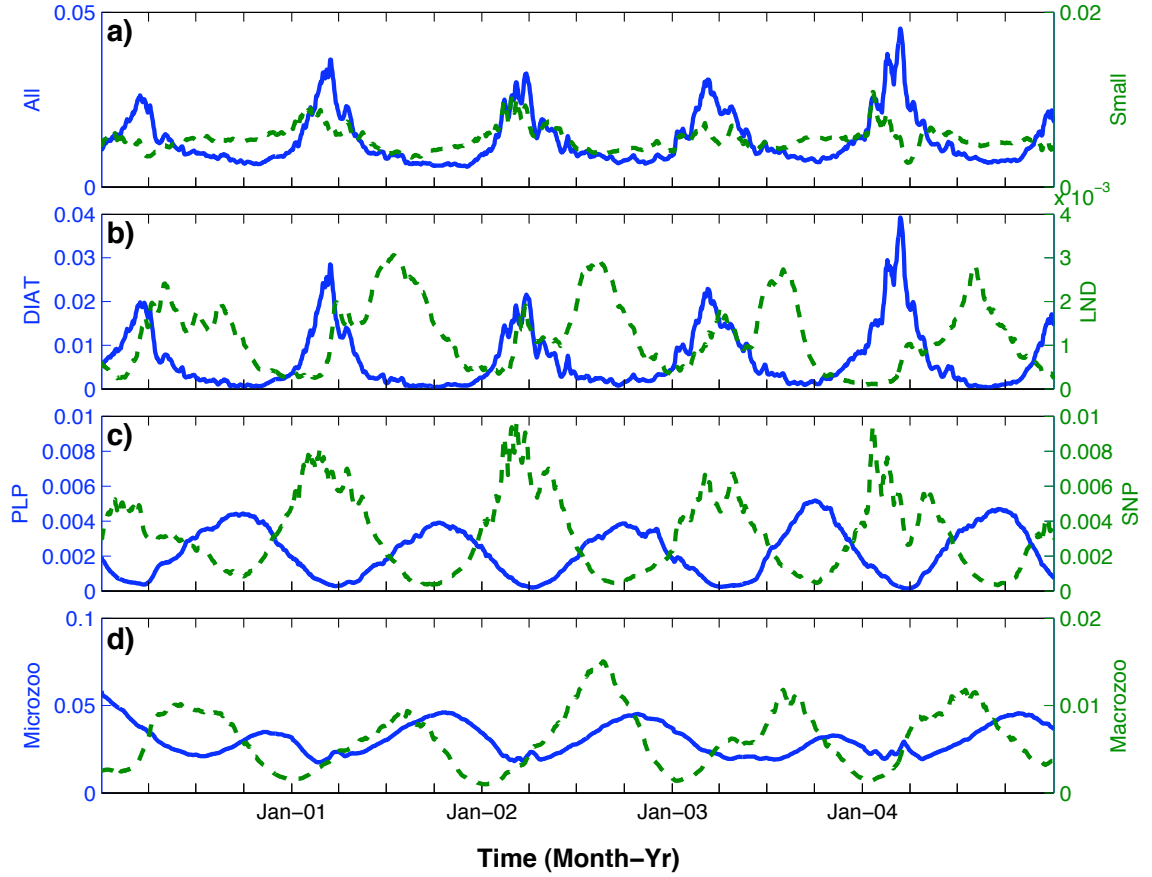 0.05
a)
0.02
All
Small
0
0
x 10−3
0.04
b)
4
0.03
3
DIAT
0.02
2
LND
0.01
1
0
0
0.01
c)
0.01
0.008
0.008
0.006
0.006
PLP
SNP
0.004
0.004
0.002
0.002
0
0
0.1
d)
0.02
Microzoo
0.05
0.01
Macrozoo
0
0
Jan−01 Jan−02 Jan−03 Jan−04
Time (Month−Yr)